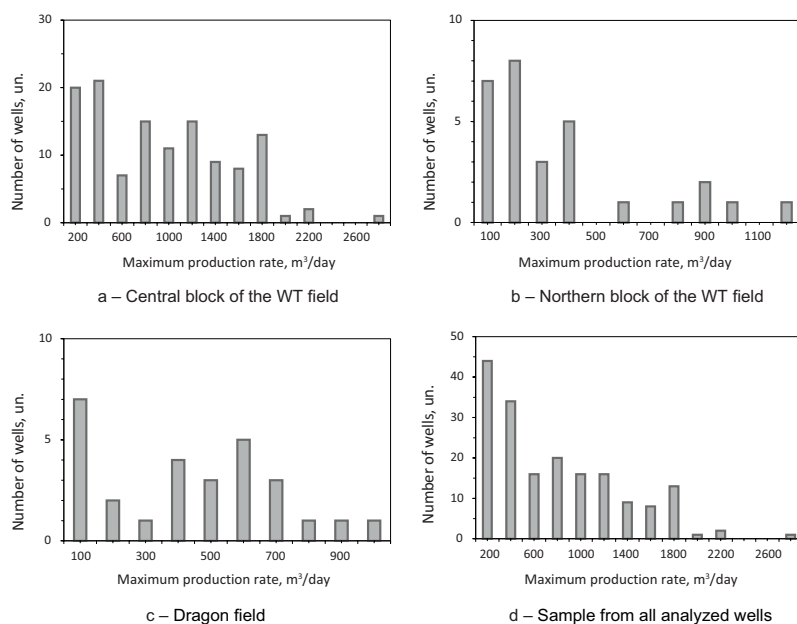 30
20
10
0
Number of wells, un.
200 600 1000 1400 1800 2200 2600
Maximum production rate, m³/day
a – Central block of the WT field
10
5
0
Number of wells, un.
100 300 500 700 900 1100
Maximum production rate, m³/day
b – Northern block of the WT field
10
5
0
Number of wells, un.
100 300 500 700 900
Maximum production rate, m³/day
c – Dragon field
50
40
30
20
10
0
Number of wells, un.
200 600 1000 1400 1800 2200 2600
Maximum production rate, m³/day
d – Sample from all analyzed wells